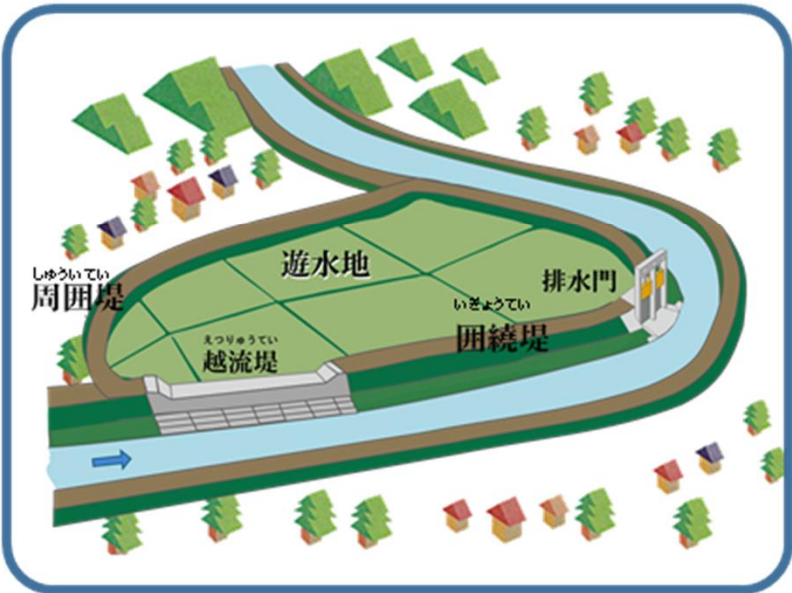 遊水地
しゅういてい
周囲堤
排水門
いぎょうてい
囲繞堤
えつりゅうてい
越流堤